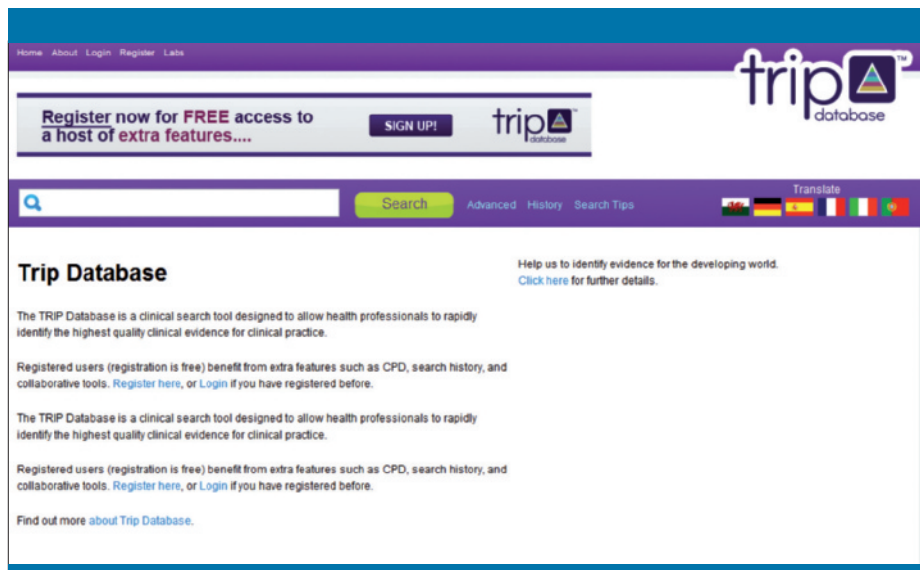 Home About Login Register Labs
trip TM
database
Register now for FREE access to
a host of extra features....
SIGN UP!
trip
database
Search
Advanced History Search Tips
Translate
Trip Database
Help us to identify evidence for the developing world.
Click here for further details.
The TRIP Database is a clinical search tool designed to allow health professionals to rapidly
identify the highest quality clinical evidence for clinical practice.
Registered users (registration is free) benefit from extra features such as CPD, search history, and
collaborative tools. Register here, or Login if you have registered before.
The TRIP Database is a clinical search tool designed to allow health professionals to rapidly
identify the highest quality clinical evidence for clinical practice.
Registered users (registration is free) benefit from extra features such as CPD, search history, and
collaborative tools. Register here, or Login if you have registered before.
Find out more about Trip Database.